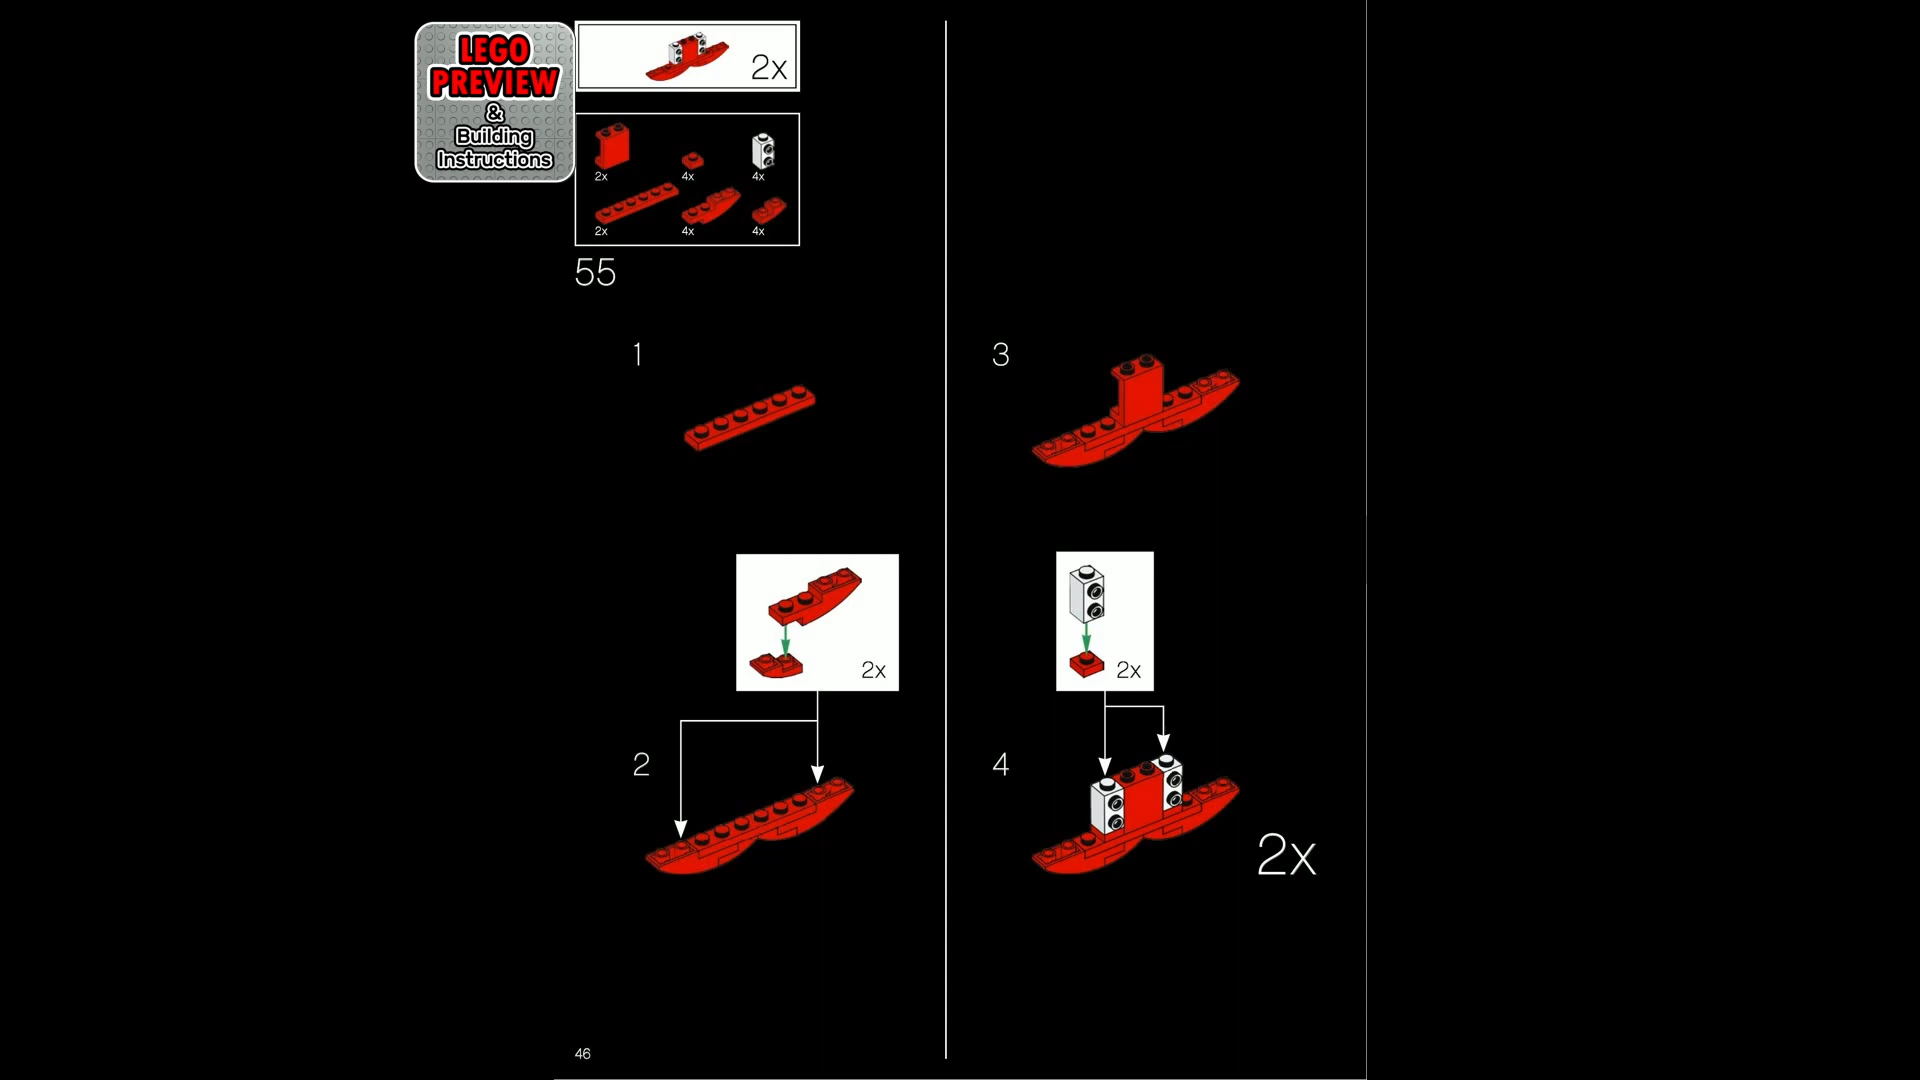 LEGO
PREVIEW
&
Building
Instructions
2x
2x
4x
4x
2x
4x
4x
55
1
3
2x
2x
2
4
2x
46